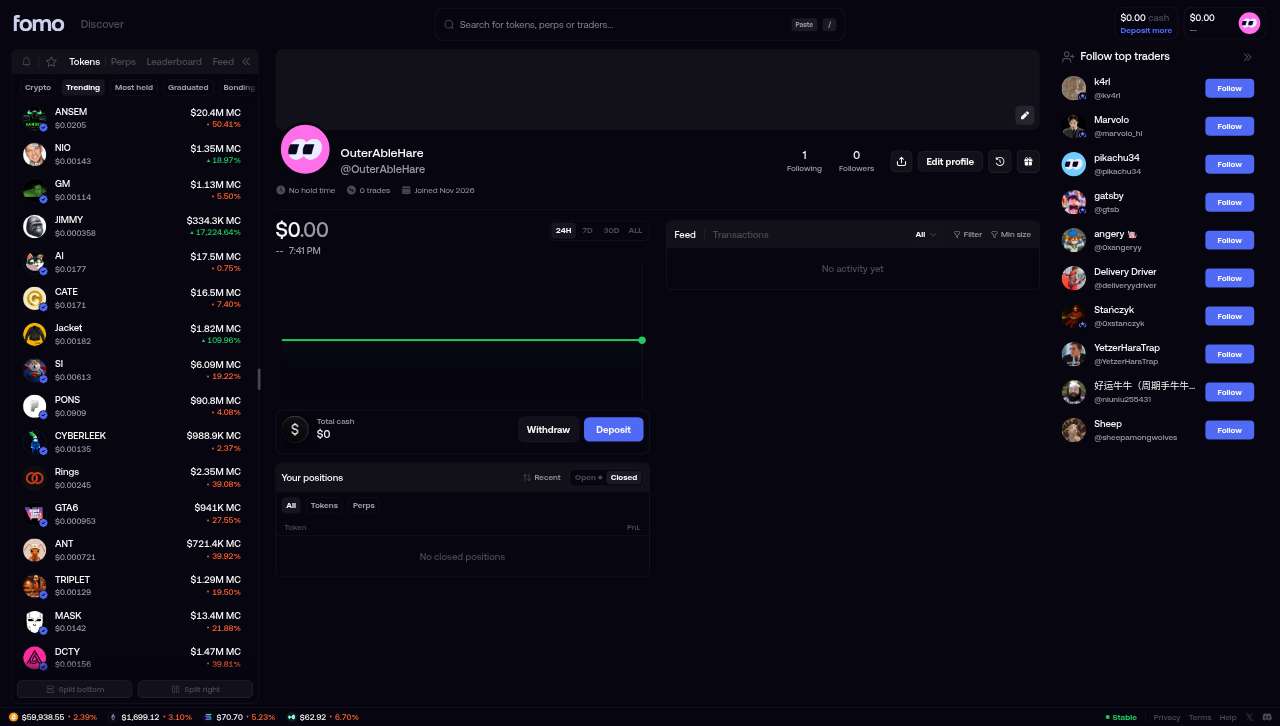 fomo Discover
Search for tokens, perps or traders... Paste /
$0.00 cash
Deposit more
$0.00
--
Tokens Perps Leaderboard Feed
Crypto Trending Most held Graduated Bonding
ANSEM $20.4M MC
$0.0205 50.41%
NIO $1.35M MC
$0.00143 18.97%
GM $1.13M MC
$0.00114 5.50%
JIMMY $334.3K MC
$0.000358 17,224.64%
AI $17.5M MC
$0.0177 0.75%
CATE $16.5M MC
$0.0171 7.40%
Jacket $1.82M MC
$0.00182 109.96%
SI $6.09M MC
$0.00613 19.22%
PONS $90.8M MC
$0.0909 4.08%
CYBERLEEK $988.9K MC
$0.00135 2.37%
Rings $2.35M MC
$0.00245 39.08%
GTA6 $941K MC
$0.000953 27.55%
ANT $721.4K MC
$0.000721 39.92%
TRIPLET $1.29M MC
$0.00129 19.50%
MASK $13.4M MC
$0.0142 21.88%
DCTY $1.47M MC
$0.00156 39.81%
Split bottom Split right
OuterAbleHare
@OuterAbleHare
No hold time 0 trades Joined Nov 2026
1 Following
0 Followers
Edit profile
$0.00
-- 7:41 PM
24H 7D 30D ALL
Total cash
$0
Withdraw Deposit
Your positions Recent Open Closed
All Tokens Perps
Token PnL
No closed positions
Feed Transactions All Filter Min size
No activity yet
Follow top traders
k4rl
@kv4rl
Follow
Marvolo
@marvolo_hl
Follow
pikachu34
@pikachu34
Follow
gatsby
@gtsb
Follow
angery
@0xangeryy
Follow
Delivery Driver
@deliveryydriver
Follow
Stańczyk
@0xstanczyk
Follow
YetzerHaraTrap
@YetzerHaraTrap
Follow
好运牛牛（周期手牛牛...
@niuniu255431
Follow
Sheep
@sheepamongwolves
Follow
$59,938.55 2.39% $1,699.12 3.10% $70.70 5.23% $62.92 6.70%
Stable Privacy Terms Help